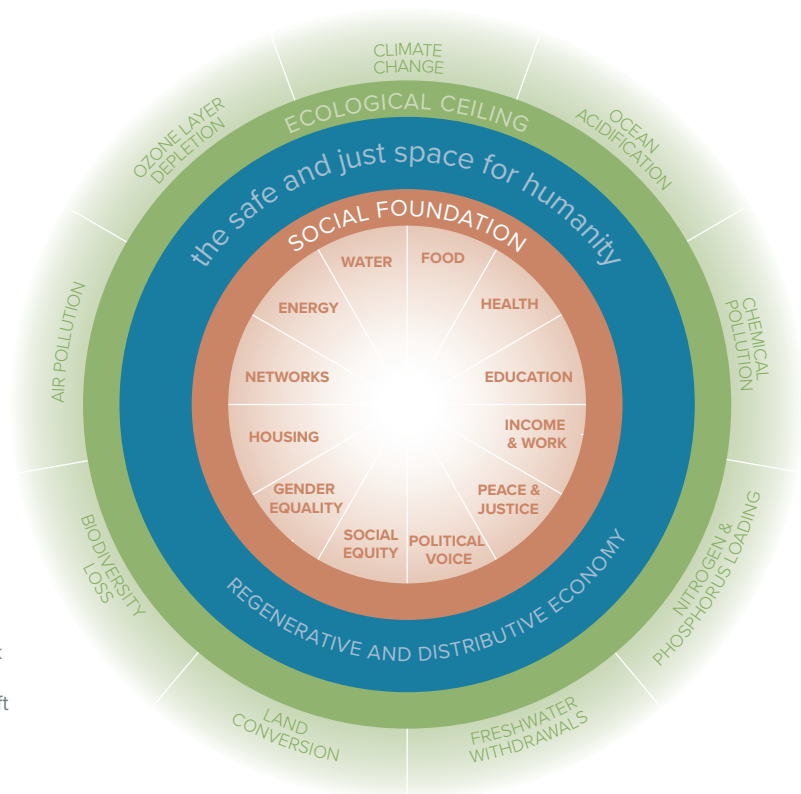 CLIMATE
CHANGE
OCEAN
ACIDIFICATION
CHEMICAL
POLLUTION
NITROGEN &
PHOSPHORUS LOADING
FRESHWATER
WITHDRAWALS
LAND
CONVERSION
BIODIVERSITY
LOSS
AIR POLLUTION
OZONE LAYER
DEPLETION
ECOLOGICAL CEILING
the safe and just space for humanity
SOCIAL FOUNDATION
WATER
FOOD
ENERGY
HEALTH
NETWORKS
EDUCATION
HOUSING
INCOME
& WORK
GENDER
EQUALITY
PEACE &
JUSTICE
SOCIAL
EQUITY
POLITICAL
VOICE
REGENERATIVE AND DISTRIBUTIVE ECONOMY